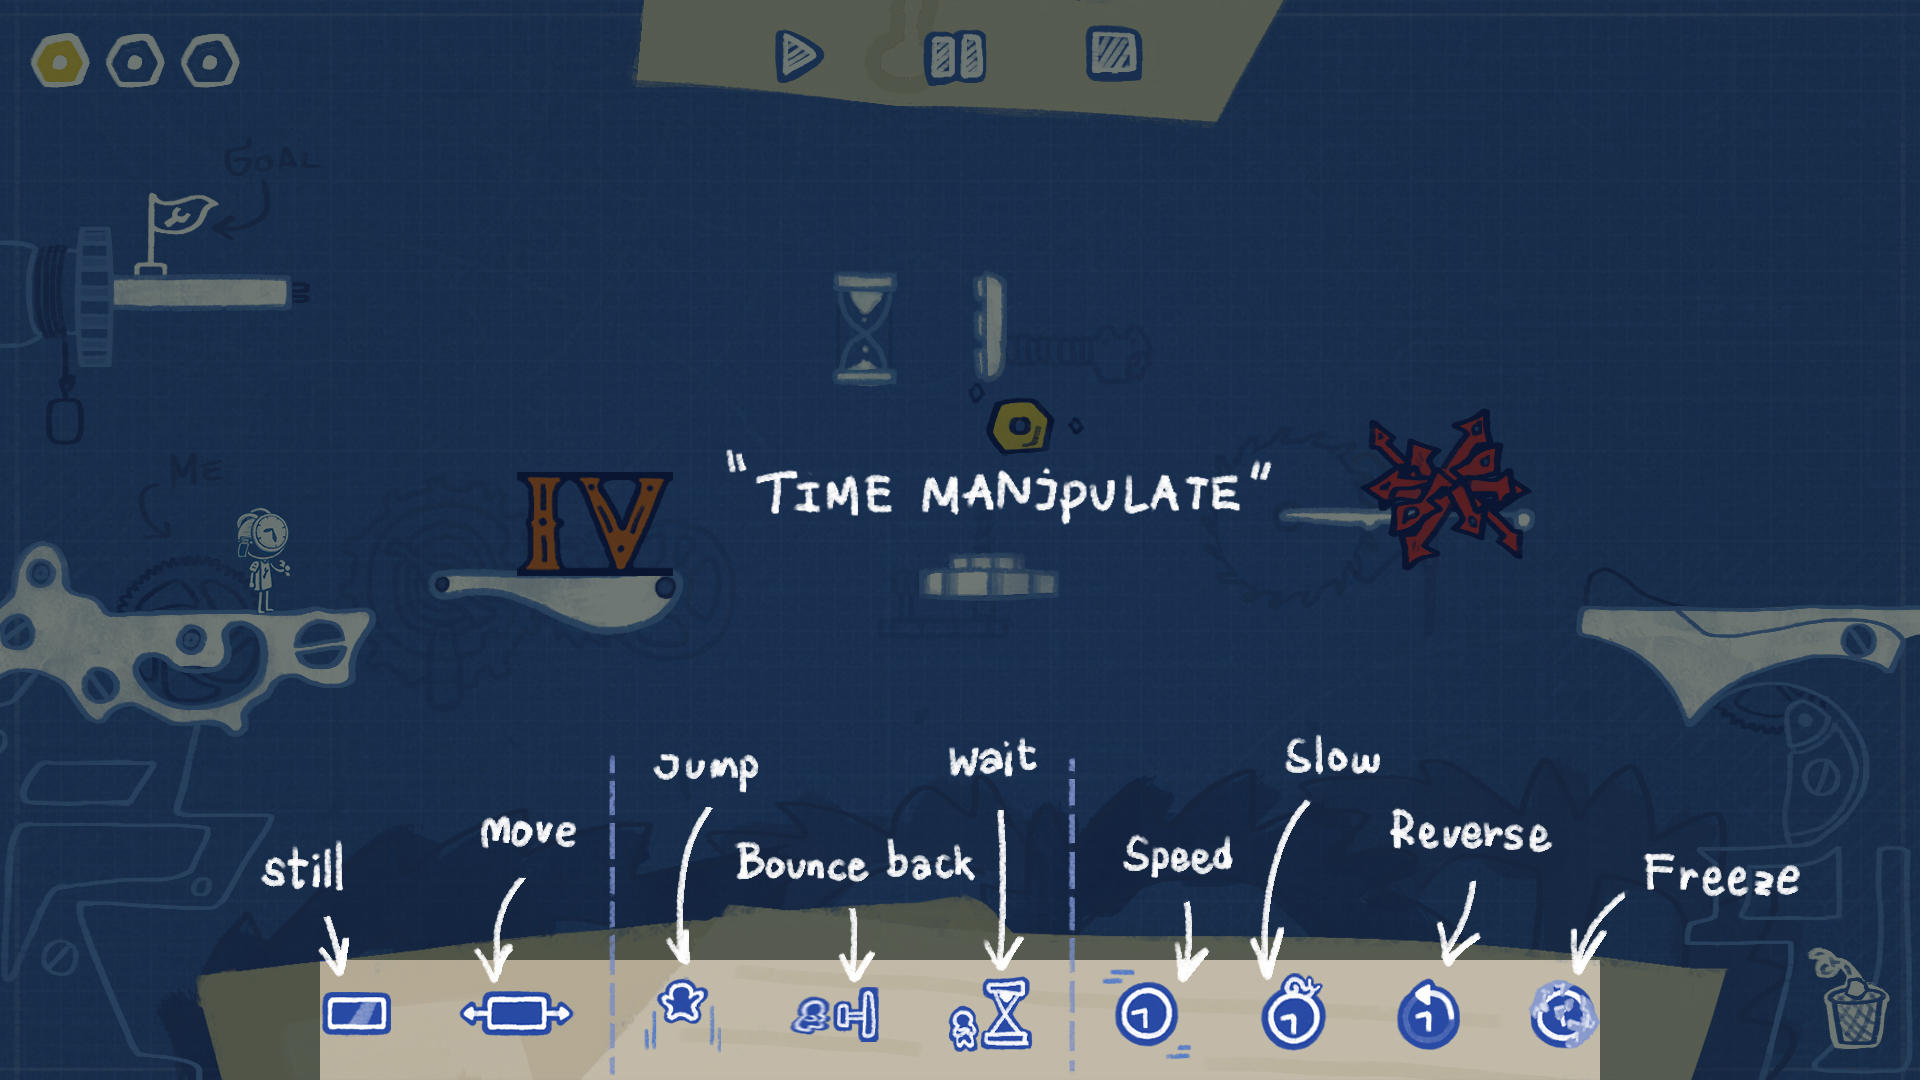 GOAL
ME
IV
"TIME MANIPULATE"
Jump
Wait
Slow
still
Move
Bounce back
Speed
Reverse
Freeze